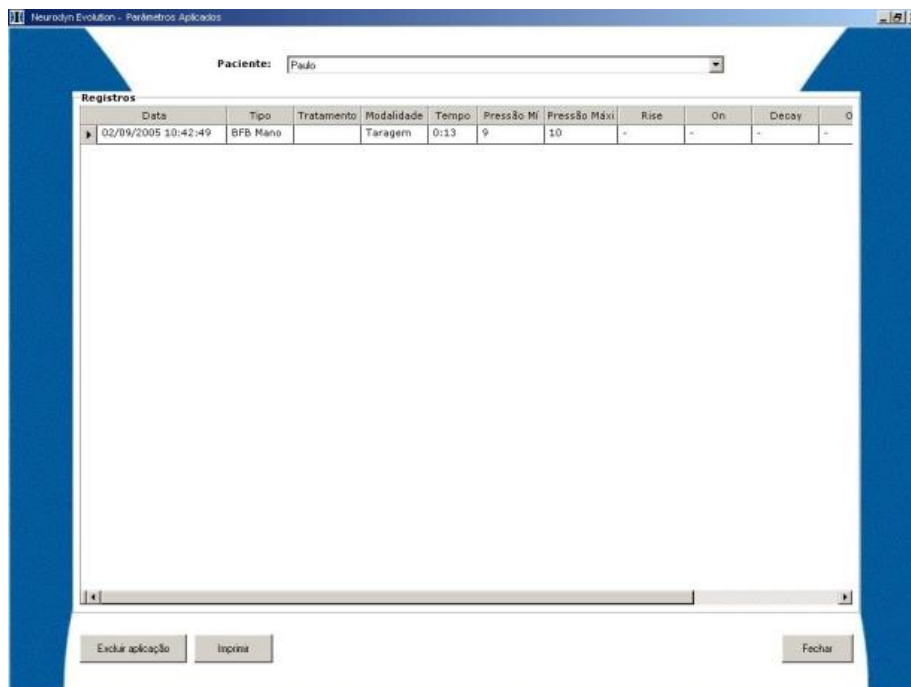 Neurodyn Evolution - Parâmetros Aplicados
Paciente: Paulo
Registros
Data Tipo Tratamento Modalidade Tempo Pressão Mí Pressão Máxi Rise On Decay O
02/09/2005 10:42:49 BFB Mano Taragem 0:13 9 10 - - - -
Excluir aplicação Imprimir Fechar